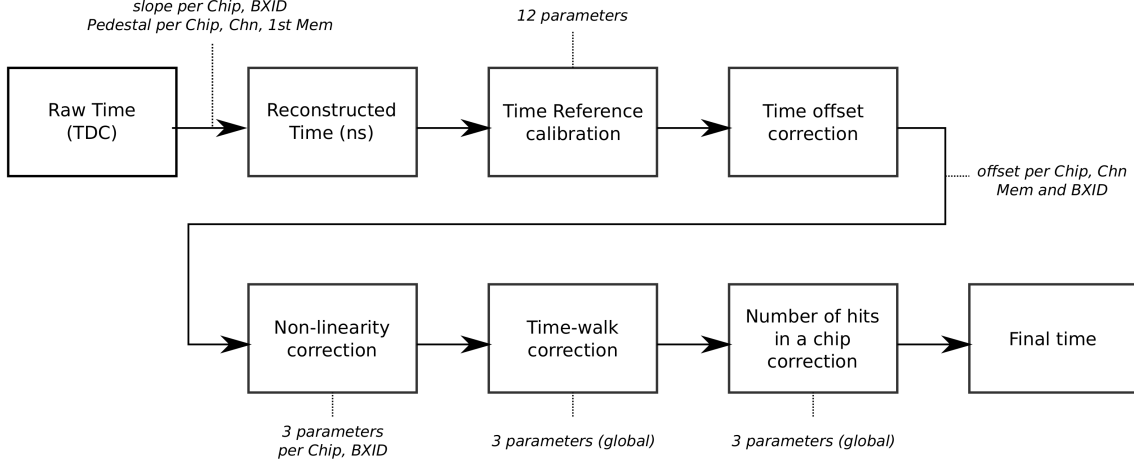 slope per Chip, BXID
Pedestal per Chip, Chn, 1st Mem
12 parameters
Raw Time
(TDC)
Reconstructed
Time (ns)
Time Reference
calibration
Time offset
correction
offset per Chip, Chn
Mem and BXID
Non-linearity
correction
Time-walk
correction
Number of hits
in a chip
correction
Final time
3 parameters
per Chip, BXID
3 parameters (global)
3 parameters (global)